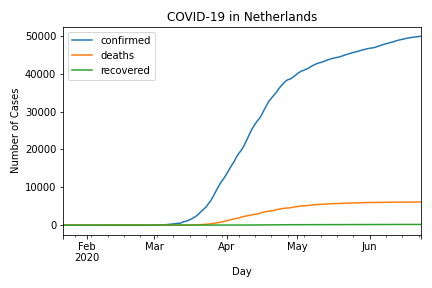 COVID-19 in Netherlands
confirmed
deaths
recovered
50000
40000
30000
20000
10000
0
Number of Cases
Feb
2020
Mar
Apr
May
Jun
Day